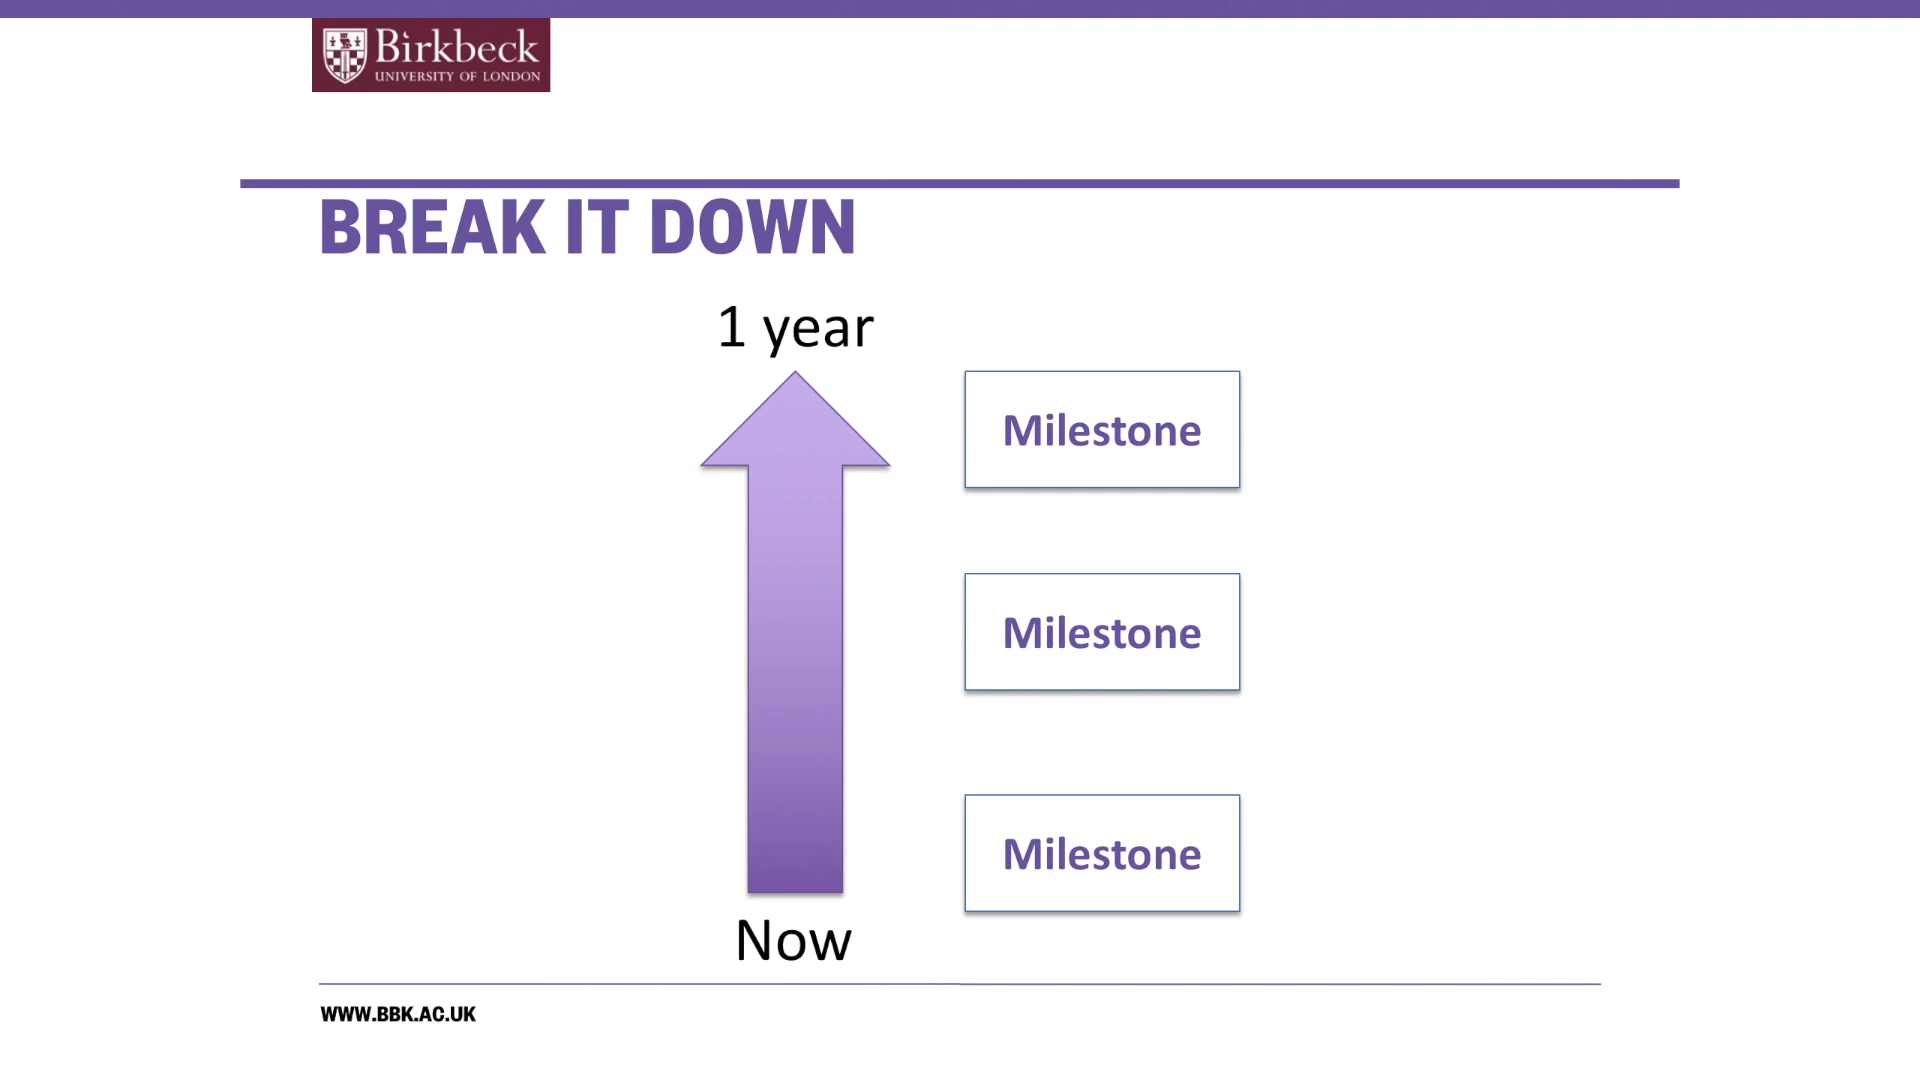 Birkbeck
UNIVERSITY OF LONDON
BREAK IT DOWN
1 year
Milestone
Milestone
Milestone
Now
WWW.BBK.AC.UK